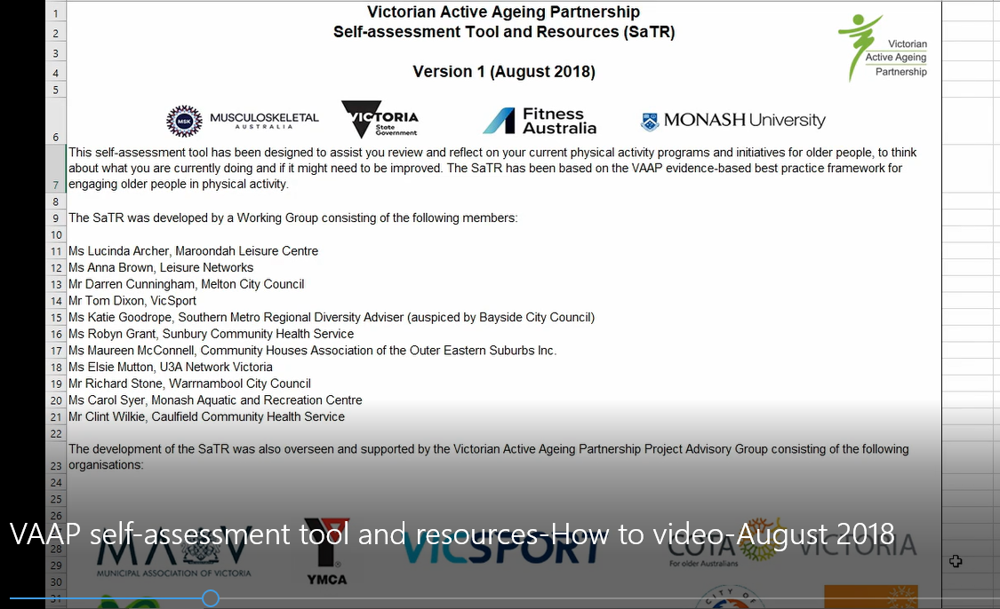 1
Victorian Active Ageing Partnership
2
Self-assessment Tool and Resources (SaTR)
3
4
Version 1 (August 2018)
5
Victorian
Active Ageing
Partnership
6
MSK
MUSCULOSKELETAL
AUSTRALIA
VICTORIA
State
Government
Fitness
Australia
MONASH University
This self-assessment tool has been designed to assist you review and reflect on your current physical activity programs and initiatives for older people, to think
about what you are currently doing and if it might need to be improved. The SaTR has been based on the VAAP evidence-based best practice framework for
7 engaging older people in physical activity.
8
9 The SaTR was developed by a Working Group consisting of the following members:
10
11 Ms Lucinda Archer, Maroondah Leisure Centre
12 Ms Anna Brown, Leisure Networks
13 Mr Darren Cunningham, Melton City Council
14 Mr Tom Dixon, VicSport
15 Ms Katie Goodrope, Southern Metro Regional Diversity Adviser (auspiced by Bayside City Council)
16 Ms Robyn Grant, Sunbury Community Health Service
17 Ms Maureen McConnell, Community Houses Association of the Outer Eastern Suburbs Inc.
18 Ms Elsie Mutton, U3A Network Victoria
19 Mr Richard Stone, Warrnambool City Council
20 Ms Carol Syer, Monash Aquatic and Recreation Centre
21 Mr Clint Wilkie, Caulfield Community Health Service
22
The development of the SaTR was also overseen and supported by the Victorian Active Ageing Partnership Project Advisory Group consisting of the following
23 organisations:
24
25
26
VAAP self-assessment tool and resources-How to video-August 2018
28
29
30
31
MAV
MUNICIPAL ASSOCIATION OF VICTORIA
YMCA
VICSPORT
COTA VICTORIA
For older Australians
CITY OF